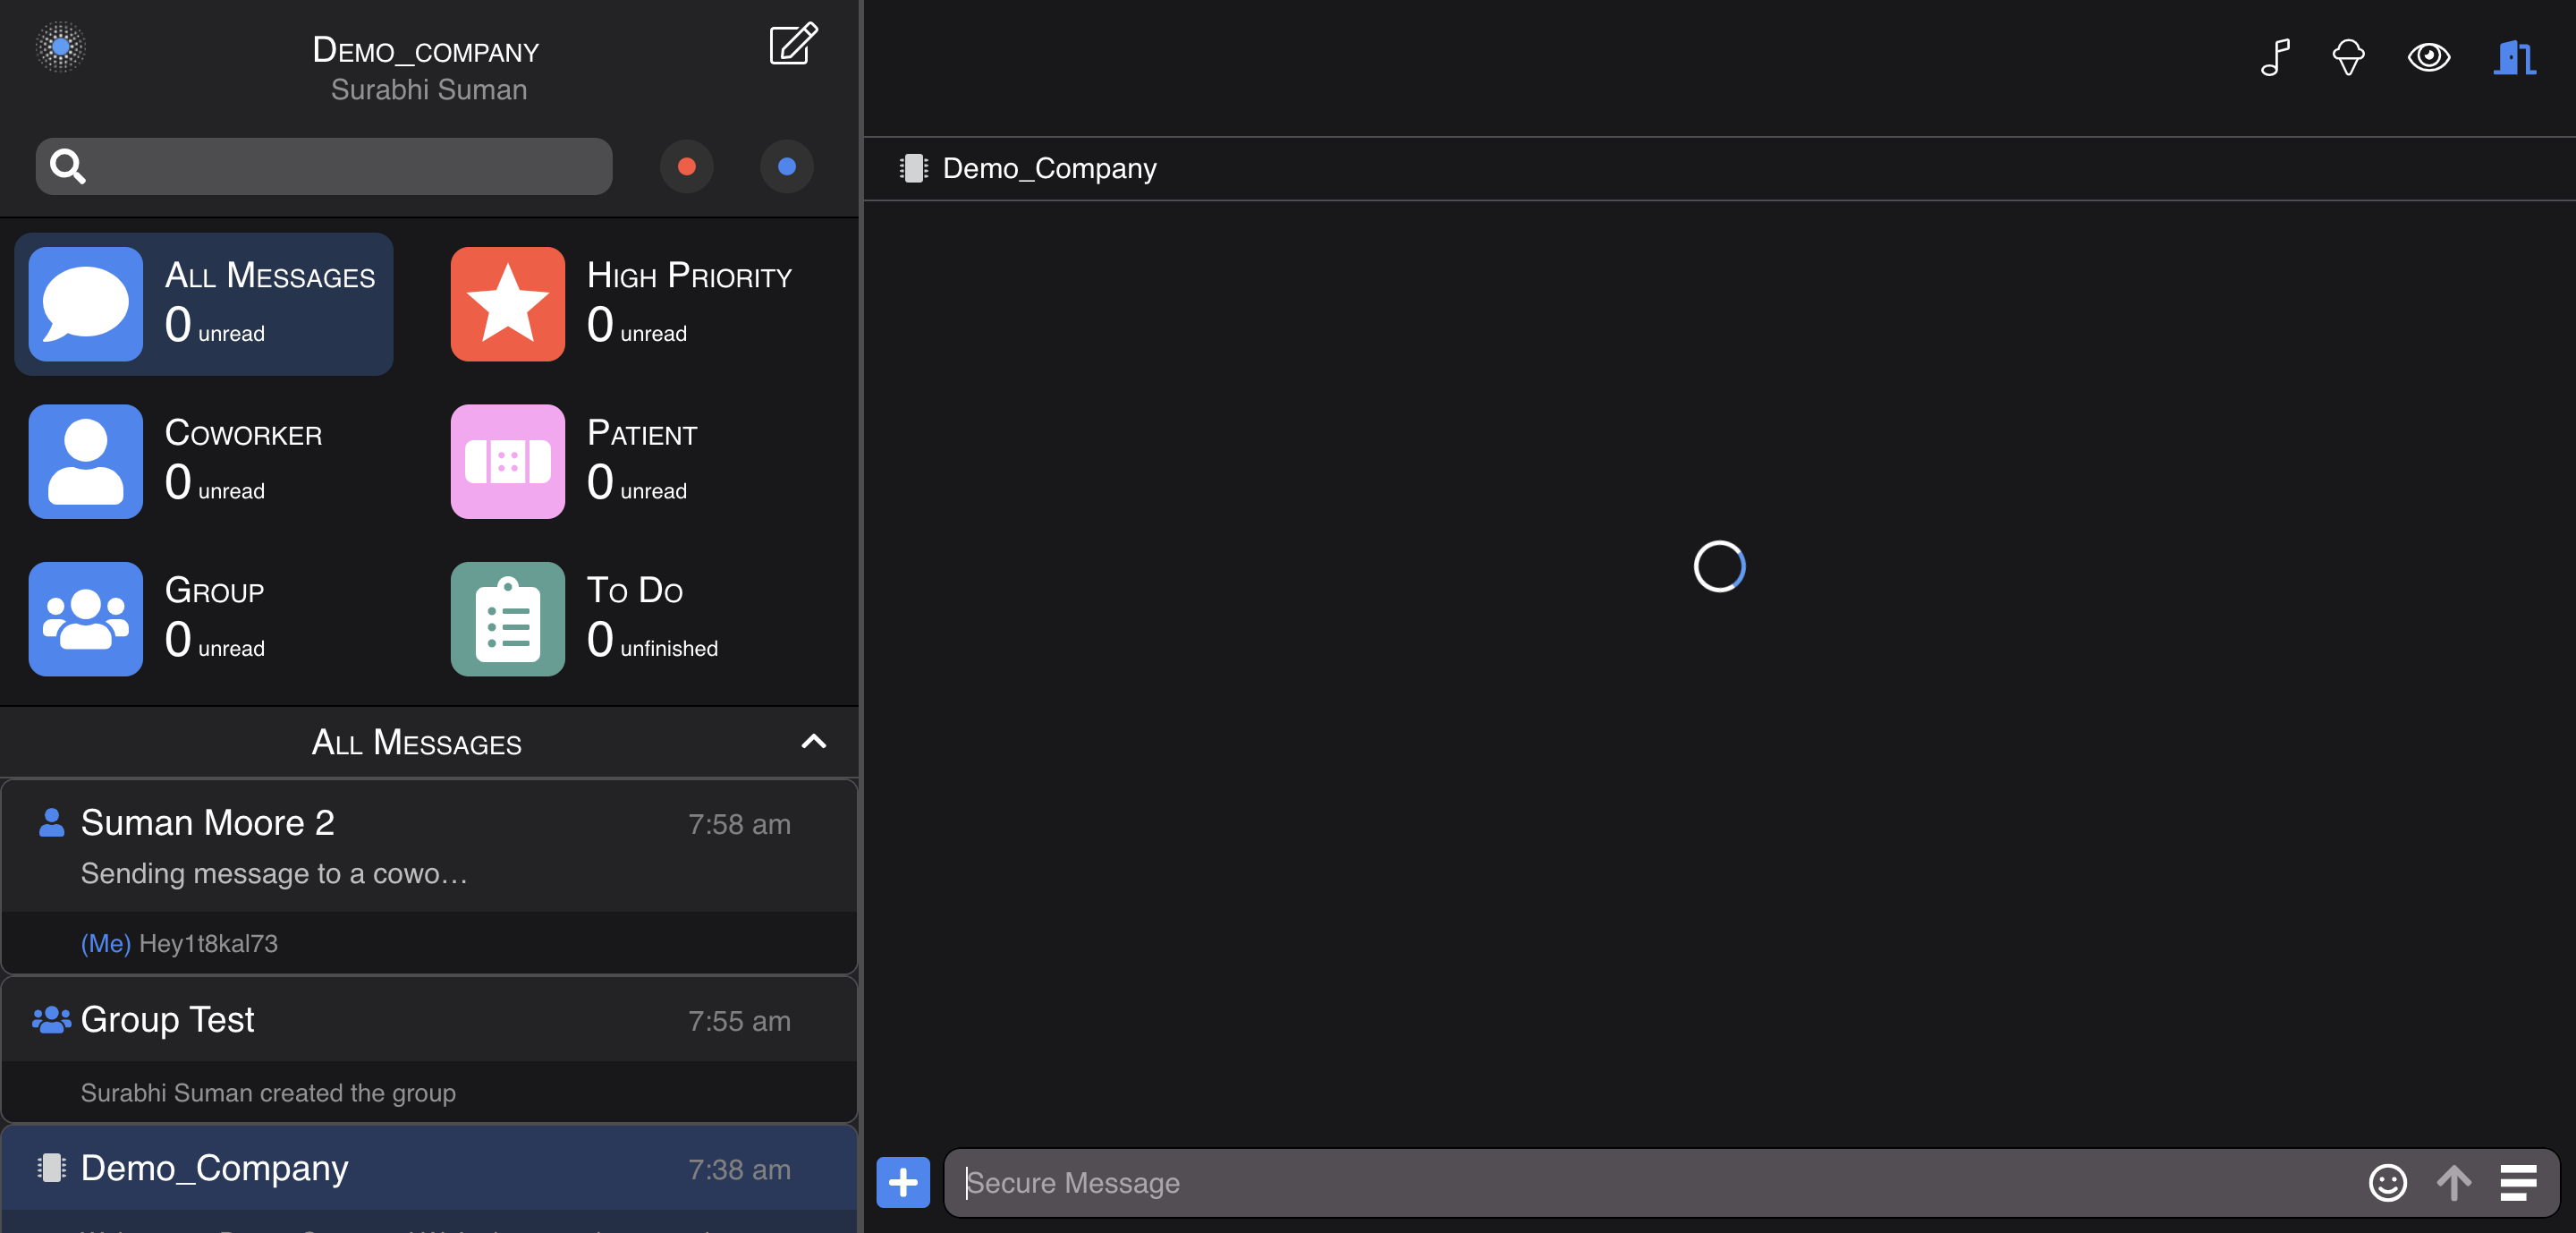 Demo_company
Surabhi Suman
All Messages
0 unread
High Priority
0 unread
Coworker
0 unread
Patient
0 unread
Group
0 unread
To Do
0 unfinished
All Messages
Suman Moore 2 7:58 am
Sending message to a cowo…
(Me) Hey1t8kal73
Group Test 7:55 am
Surabhi Suman created the group
Demo_Company 7:38 am
Demo_Company
Secure Message